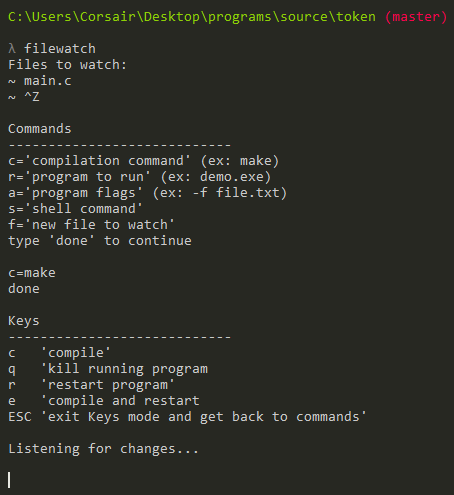 C:\Users\Corsair\Desktop\programs\source\token (master)
λ filewatch
Files to watch:
~ main.c
~ ^Z
Commands
----------------------------
c='compilation command' (ex: make)
r='program to run' (ex: demo.exe)
a='program flags' (ex: -f file.txt)
s='shell command'
f='new file to watch'
type 'done' to continue
c=make
done
Keys
----------------------------
c   'compile'
q   'kill running program
r   'restart program'
e   'compile and restart
ESC 'exit Keys mode and get back to commands'
Listening for changes...